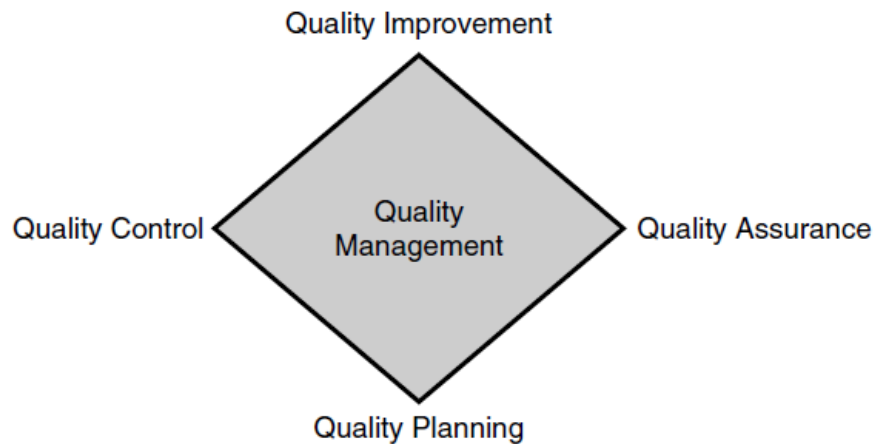 Quality Improvement
Quality Control
Quality
Management
Quality Assurance
Quality Planning